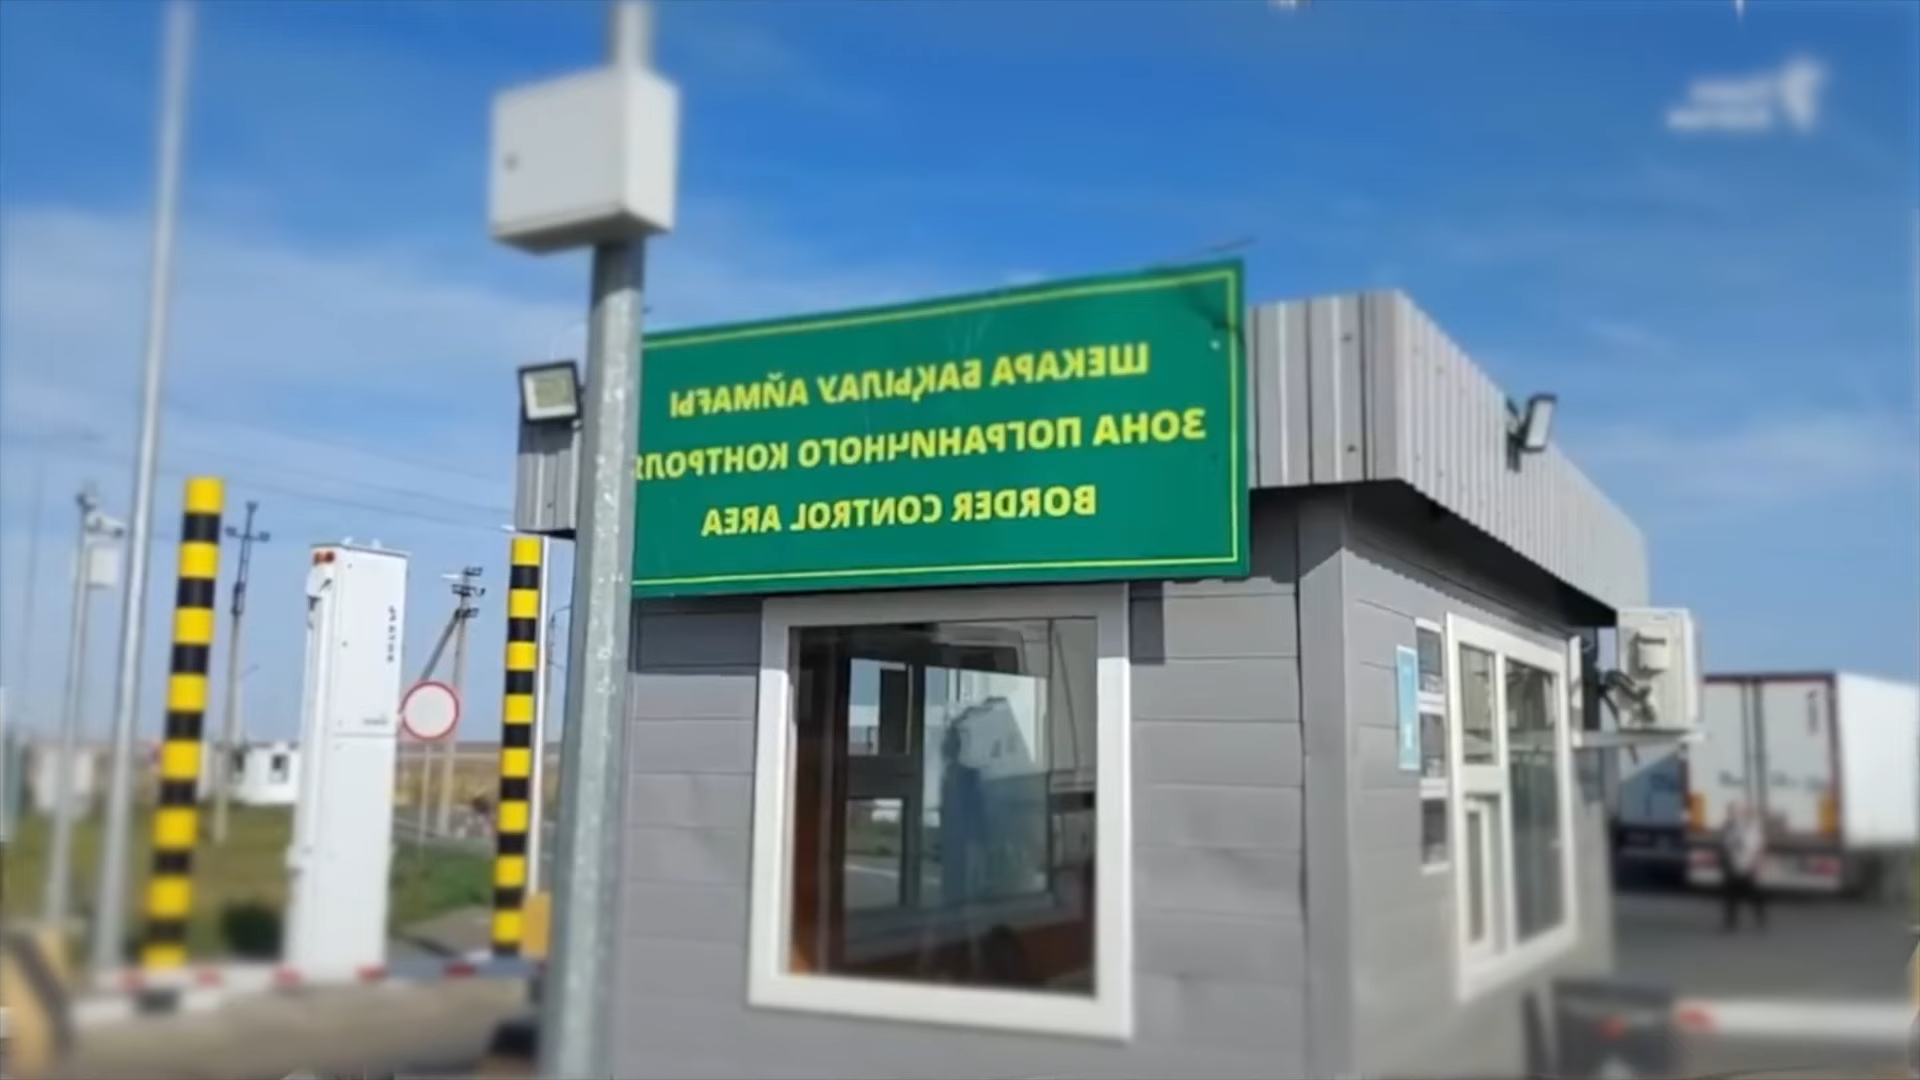 ШЕКАРА БАҚЫЛАУ АЙМАҒЫ
ЗОНА ПОГРАНИЧНОГО КОНТРОЛЯ
BORDER CONTROL AREA